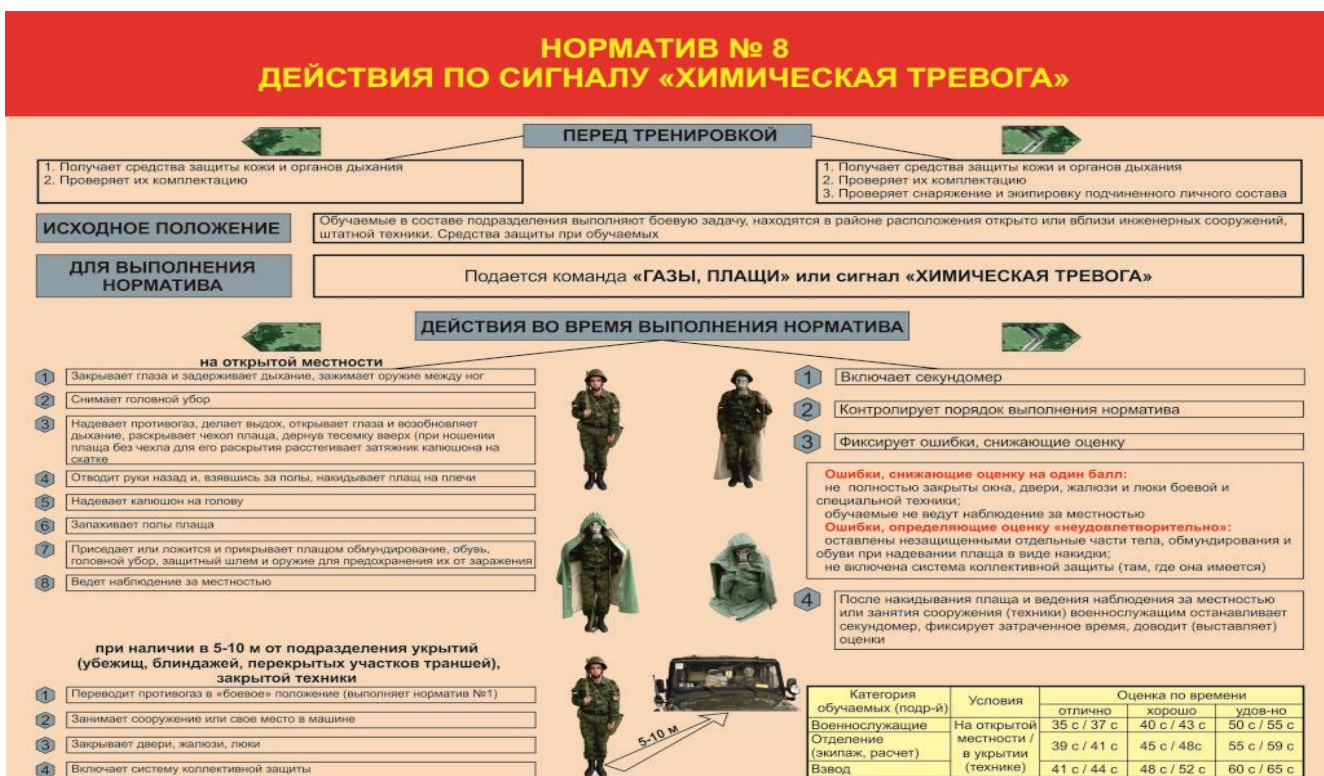 НОРМАТИВ № 8
ДЕЙСТВИЯ ПО СИГНАЛУ «ХИМИЧЕСКАЯ ТРЕВОГА»
ПЕРЕД ТРЕНИРОВКОЙ
1. Получает средства защиты кожи и органов дыхания
2. Проверяет их комплектацию
1. Получает средства защиты кожи и органов дыхания
2. Проверяет их комплектацию
3. Проверяет снаряжение и экипировку подчиненного личного состава
ИСХОДНОЕ ПОЛОЖЕНИЕ
Обучаемые в составе подразделения выполняют боевую задачу, находятся в районе расположения открыто или вблизи инженерных сооружений,
штатной техники. Средства защиты при обучаемых
ДЛЯ ВЫПОЛНЕНИЯ
НОРМАТИВА
Подается команда «ГАЗЫ, ПЛАЩИ» или сигнал «ХИМИЧЕСКАЯ ТРЕВОГА»
ДЕЙСТВИЯ ВО ВРЕМЯ ВЫПОЛНЕНИЯ НОРМАТИВА
на открытой местности
1 Закрывает глаза и задерживает дыхание, зажимает оружие между ног
2 Снимает головной убор
3 Надевает противогаз, делает выдох, открывает глаза и возобновляет
дыхание, раскрывает чехол плаща, дернув тесемку вверх (при ношении
плаща без чехла для его раскрытия расстегивает затяжник капюшона на
скатке
4 Отводит руки назад и, взявшись за полы, накидывает плащ на плечи
5 Надевает капюшон на голову
6 Запахивает полы плаща
7 Приседает или ложится и прикрывает плащом обмундирование, обувь,
головной убор, защитный шлем и оружие для предохранения их от заражения
8 Ведет наблюдение за местностью
при наличии в 5-10 м от подразделения укрытий
(убежищ, блиндажей, перекрытых участков траншей),
закрытой техники
1 Переводит противогаз в «боевое» положение (выполняет норматив №1)
2 Занимает сооружение или свое место в машине
3 Закрывает двери, жалюзи, люки
4 Включает систему коллективной защиты
5-10 м
1 Включает секундомер
2 Контролирует порядок выполнения норматива
3 Фиксирует ошибки, снижающие оценку
Ошибки, снижающие оценку на один балл:
не полностью закрыты окна, двери, жалюзи и люки боевой и
специальной техники;
обучаемые не ведут наблюдение за местностью
Ошибки, определяющие оценку «неудовлетворительно»:
оставлены незащищенными отдельные части тела, обмундирования и
обуви при надевании плаща в виде накидки;
не включена система коллективной защиты (там, где она имеется)
4 После накидывания плаща и ведения наблюдения за местностью
или занятия сооружения (техники) военнослужащим останавливает
секундомер, фиксирует затраченное время, доводит (выставляет)
оценки
Категория обучаемых (подр-й) Условия Оценка по времени
отлично хорошо удов-но
Военнослужащие На открытой местности / в укрытии (технике) 35 с / 37 с 40 с / 43 с 50 с / 55 с
Отделение (экипаж, расчет) 39 с / 41 с 45 с / 48с 55 с / 59 с
Взвод 41 с / 44 с 48 с / 52 с 60 с / 65 с